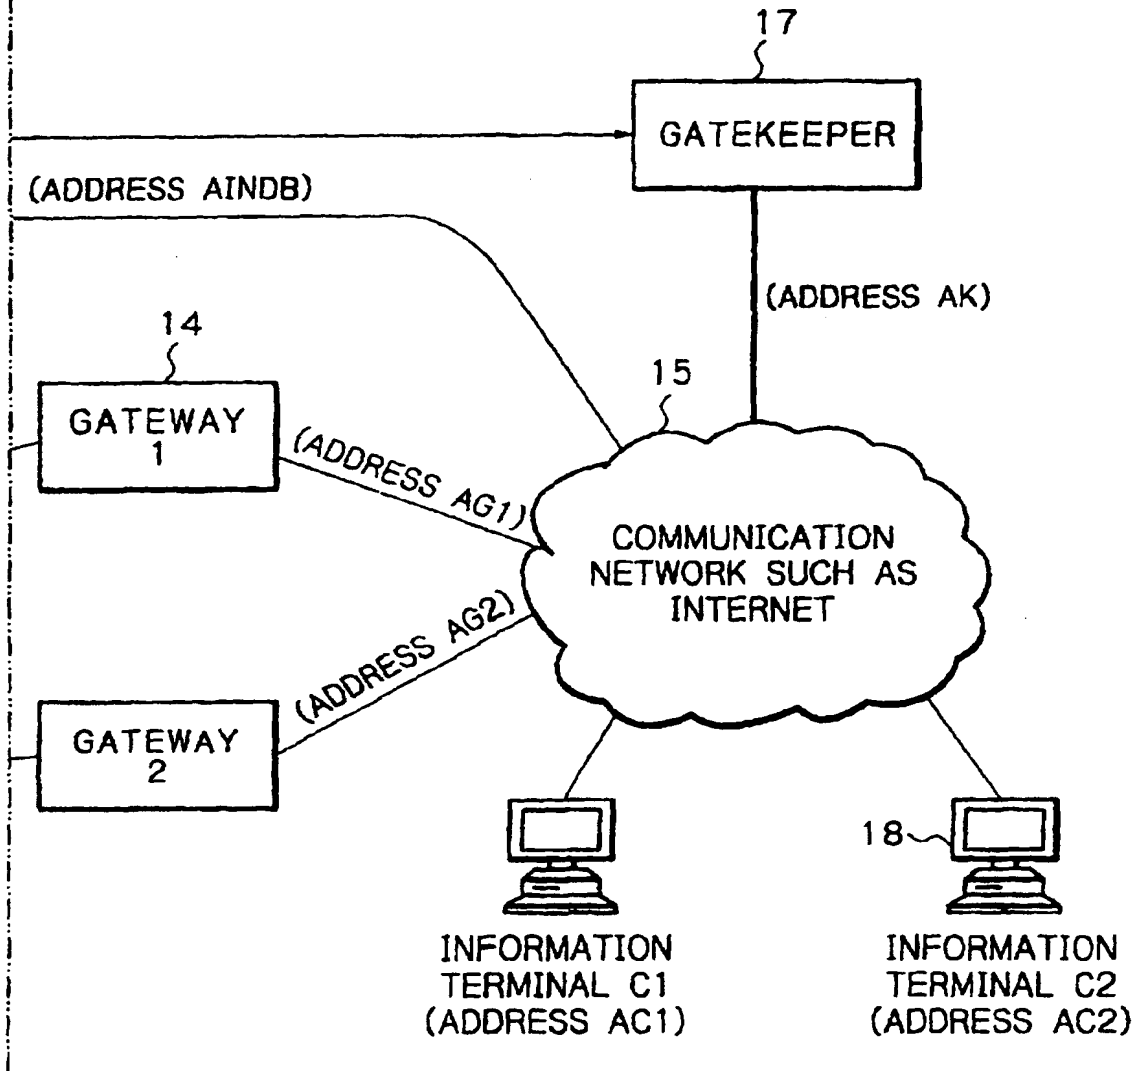 17
GATEKEEPER
(ADDRESS AINDB)
(ADDRESS AK)
14
15
GATEWAY
1
(ADDRESS AG1)
COMMUNICATION
NETWORK SUCH AS
INTERNET
(ADDRESS AG2)
GATEWAY
2
18
INFORMATION
TERMINAL C1
(ADDRESS AC1)
INFORMATION
TERMINAL C2
(ADDRESS AC2)